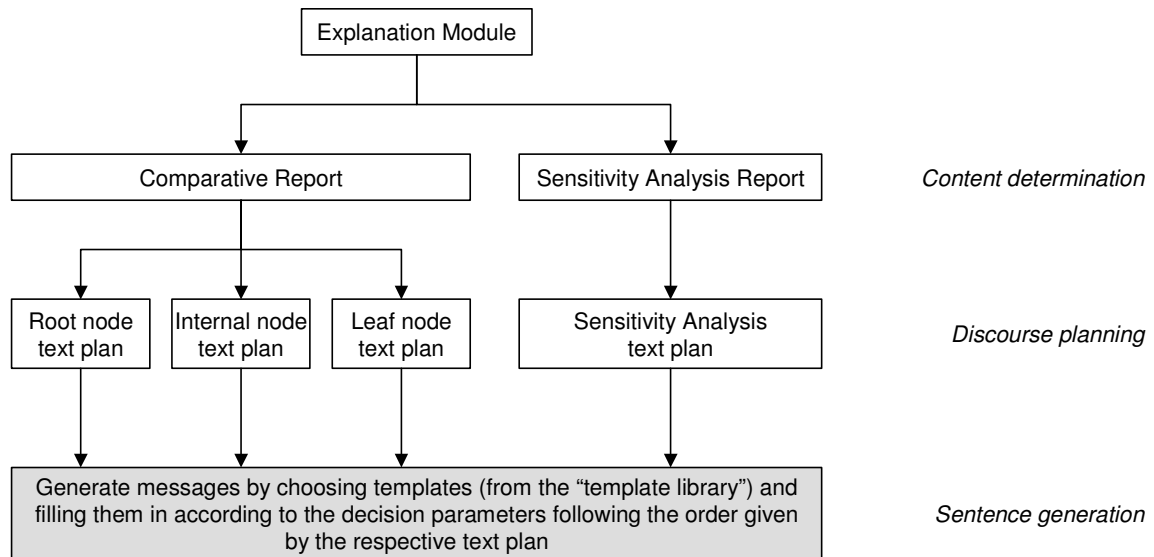 Explanation Module
Comparative Report
Sensitivity Analysis Report
Content determination
Root node
text plan
Internal node
text plan
Leaf node
text plan
Sensitivity Analysis
text plan
Discourse planning
Generate messages by choosing templates (from the “template library”) and
filling them in according to the decision parameters following the order given
by the respective text plan
Sentence generation